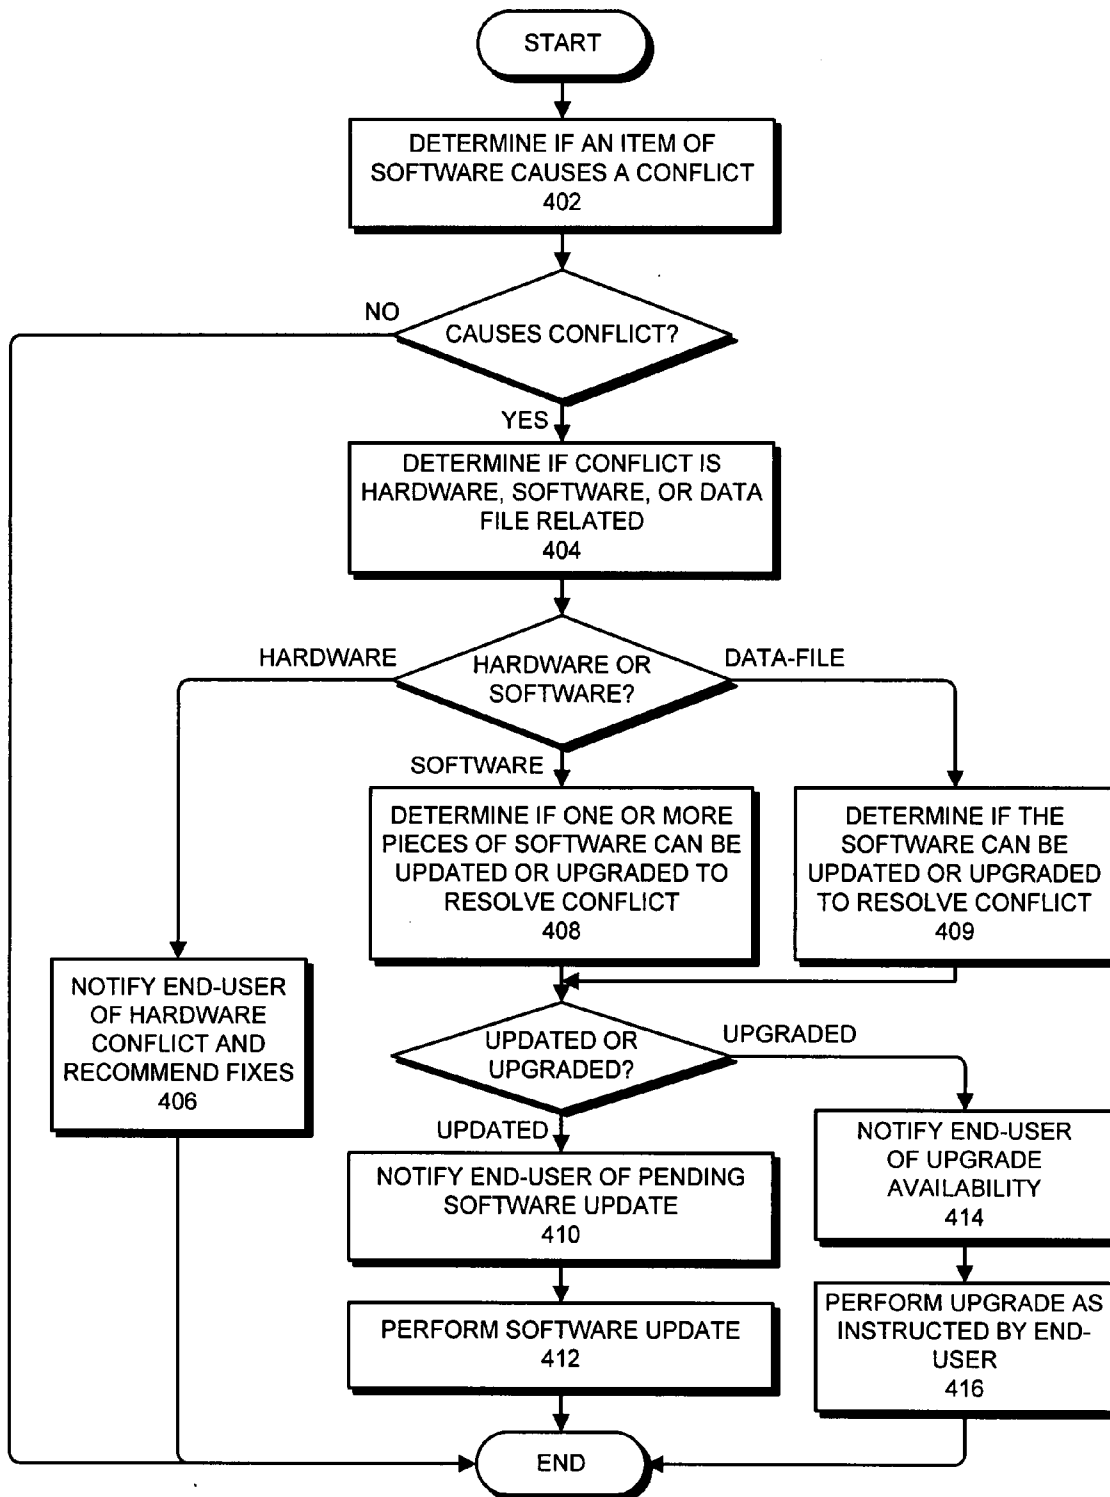 START
DETERMINE IF AN ITEM OF
SOFTWARE CAUSES A CONFLICT
402
NO
CAUSES CONFLICT?
YES
DETERMINE IF CONFLICT IS
HARDWARE, SOFTWARE, OR DATA
FILE RELATED
404
HARDWARE
HARDWARE OR
SOFTWARE?
DATA-FILE
SOFTWARE
DETERMINE IF ONE OR MORE
PIECES OF SOFTWARE CAN BE
UPDATED OR UPGRADED TO
RESOLVE CONFLICT
408
DETERMINE IF THE
SOFTWARE CAN BE
UPDATED OR UPGRADED
TO RESOLVE CONFLICT
409
NOTIFY END-USER
OF HARDWARE
CONFLICT AND
RECOMMEND FIXES
406
UPDATED OR
UPGRADED?
UPGRADED
UPDATED
NOTIFY END-USER OF PENDING
SOFTWARE UPDATE
410
NOTIFY END-USER
OF UPGRADE
AVAILABILITY
414
PERFORM SOFTWARE UPDATE
412
PERFORM UPGRADE AS
INSTRUCTED BY END-
USER
416
END